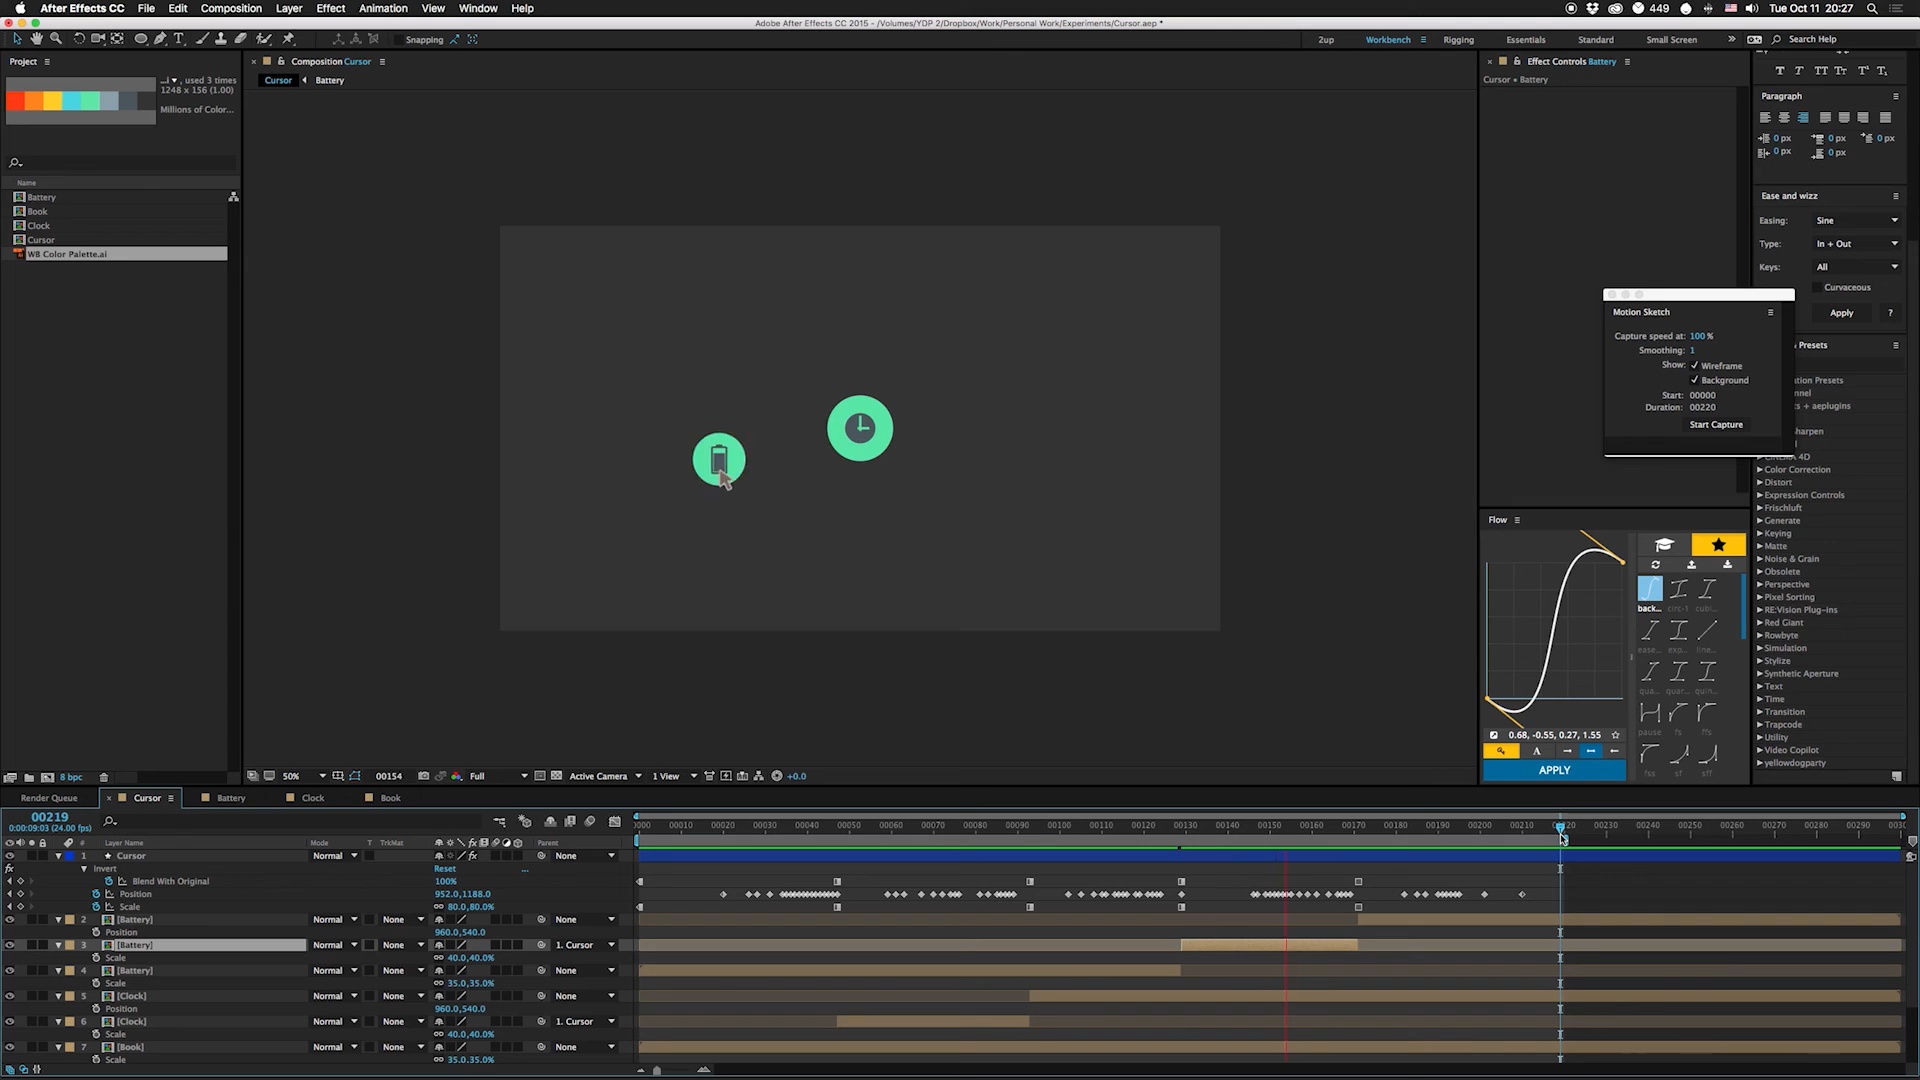 After Effects CC File Edit Composition Layer Effect Animation View Window Help 449 Tue Oct 11 20:27
Adobe After Effects CC 2015 - /Volumes/YDP 2/Dropbox/Work/Personal Work/Experiments/Cursor.aep *
Snapping 2up Workbench Rigging Essentials Standard Small Screen Search Help
Project
...i ▾, used 3 times
1248 x 156 (1.00)
Millions of Color...
Name
Battery
Book
Clock
Cursor
WB Color Palette.ai
8 bpc
Composition Cursor
Cursor Battery
50% 00154 Full Active Camera 1 View +0.0
Effect Controls Battery
Cursor • Battery
Paragraph
0 px 0 px 0 px
0 px 0 px
Ease and wizz
Easing: Sine
Type: In + Out
Keys: All
Curvaceous
Apply ?
Motion Sketch
Capture speed at: 100 %
Smoothing: 1
Show: Wireframe
Background
Start: 00000
Duration: 00220
Start Capture
& Presets
ation Presets
nnel
ts + aeplugins
harpen
CINEMA 4D
Color Correction
Distort
Expression Controls
Frischluft
Generate
Keying
Matte
Noise & Grain
Obsolete
Perspective
Pixel Sorting
RE:Vision Plug-ins
Red Giant
Rowbyte
Simulation
Stylize
Synthetic Aperture
Text
Time
Transition
Trapcode
Utility
Video Copilot
yellowdogparty
Flow
back... circ-1 cubi...
ease... exp... line...
qua... quar... quin...
pause fs ffs
fss sf sff
0.68, -0.55, 0.27, 1.55
A
APPLY
Render Queue Cursor Battery Clock Book
00219
0:00:09:03 (24.00 fps)
0000 00010 00020 00030 00040 00050 00060 00070 00080 00090 00100 00110 00120 00130 00140 00150 00160 00170 00180 00190 00200 00210 00230 00240 00250 00260 00270 00280 00290
# Layer Name Mode T TrkMat Parent
1 Cursor Normal None
Invert Reset ...
Blend With Original 100%
Position 952.0,1188.0
Scale 80.0,80.0%
2 [Battery] Normal None None
Position 960.0,540.0
3 [Battery] Normal None 1. Cursor
Scale 40.0,40.0%
4 [Battery] Normal None None
Scale 35.0,35.0%
5 [Clock] Normal None None
Position 960.0,540.0
6 [Clock] Normal None 1. Cursor
Scale 40.0,40.0%
7 [Book] Normal None None
Scale 35.0,35.0%